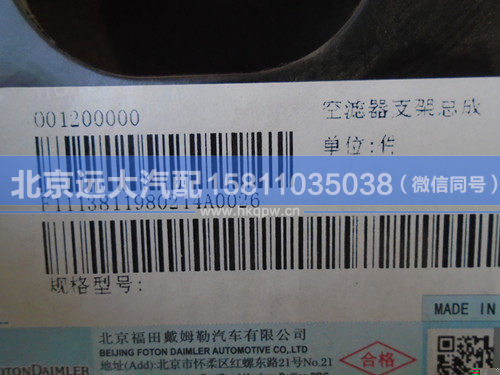 001200000
空滤器支架总成
单位:件
北京远大汽配15811035038(微信同号)
F1113811980214A0026
www.hkqpw.cn
规格型号:
MADE IN
北京福田戴姆勒汽车有限公司
BEIJING FOTON DAIMLER AUTOMOTIVE CO.,LTD
地址(Add):北京市怀柔区红螺东路21号No.21
合格
FOTON DAIMLER